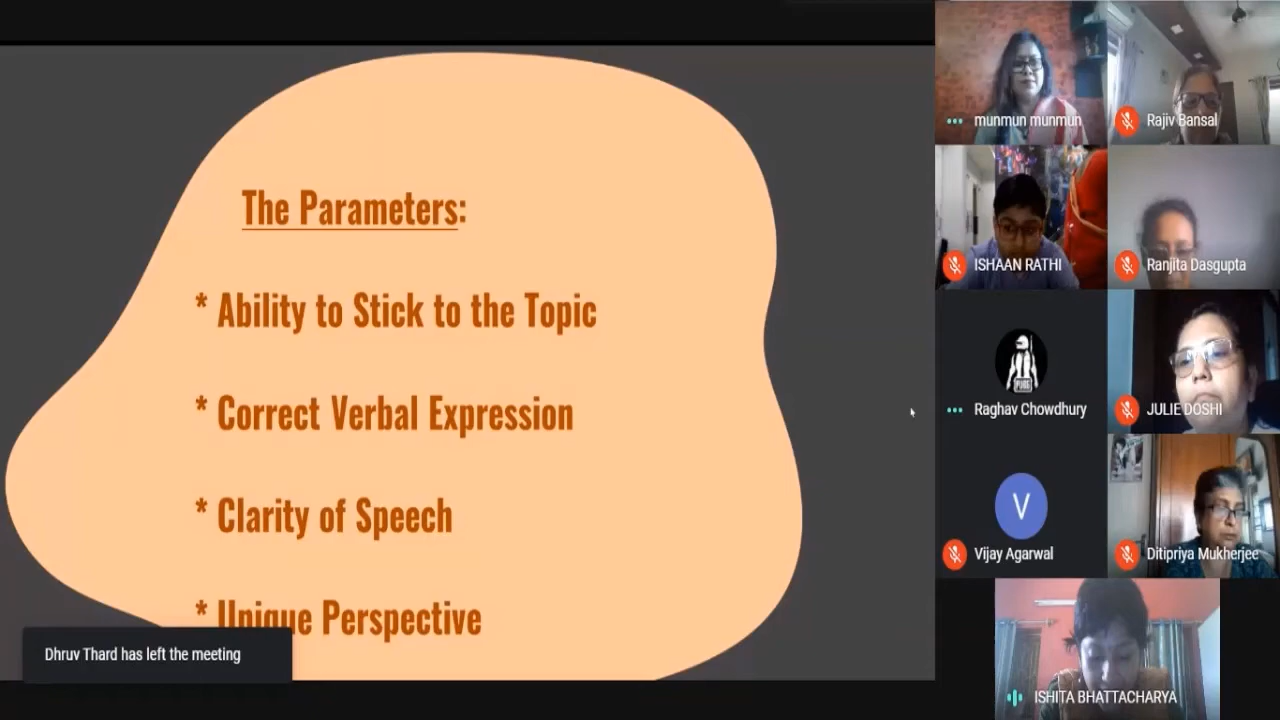 The Parameters:
* Ability to Stick to the Topic
* Correct Verbal Expression
* Clarity of Speech
* Unique Perspective
Dhruv Thard has left the meeting
munmun munmun
Rajiv Bansal
ISHAAN RATHI
Ranjita Dasgupta
PUBG
Raghav Chowdhury
JULIE DOSHI
V
Vijay Agarwal
Ditipriya Mukherjee
ISHITA BHATTACHARYA